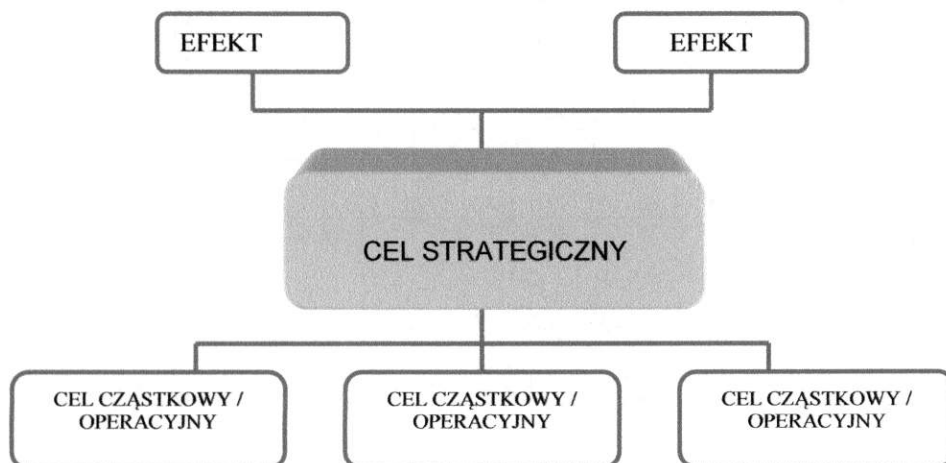 EFEKT
EFEKT
CEL STRATEGICZNY
CEL CZĄSTKOWY /
OPERACYJNY
CEL CZĄSTKOWY /
OPERACYJNY
CEL CZĄSTKOWY /
OPERACYJNY